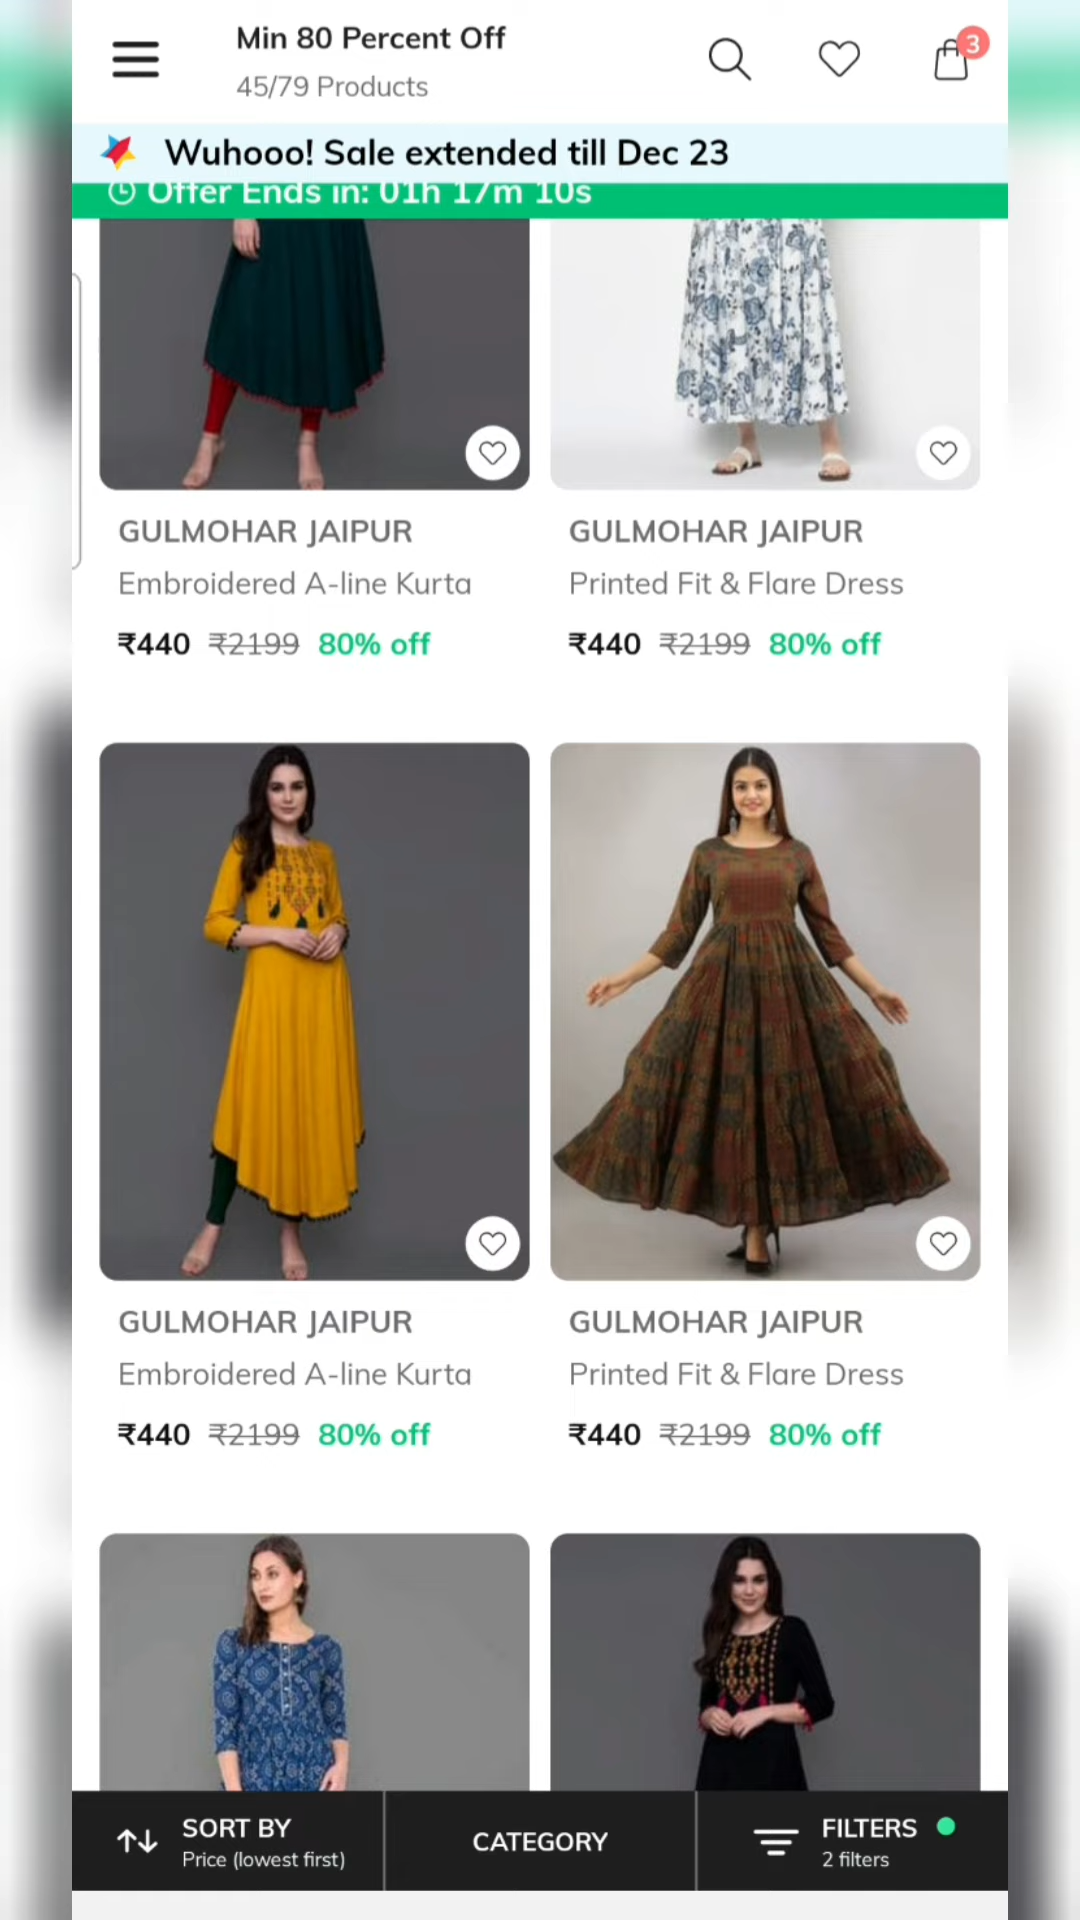 Min 80 Percent Off
45/79 Products
3
Wuhooo! Sale extended till Dec 23
Offer Ends in: 01h 17m 10s
GULMOHAR JAIPUR
Embroidered A-line Kurta
₹440 ₹2199 80% off
GULMOHAR JAIPUR
Printed Fit & Flare Dress
₹440 ₹2199 80% off
GULMOHAR JAIPUR
Embroidered A-line Kurta
₹440 ₹2199 80% off
GULMOHAR JAIPUR
Printed Fit & Flare Dress
₹440 ₹2199 80% off
SORT BY
Price (lowest first)
CATEGORY
FILTERS
2 filters